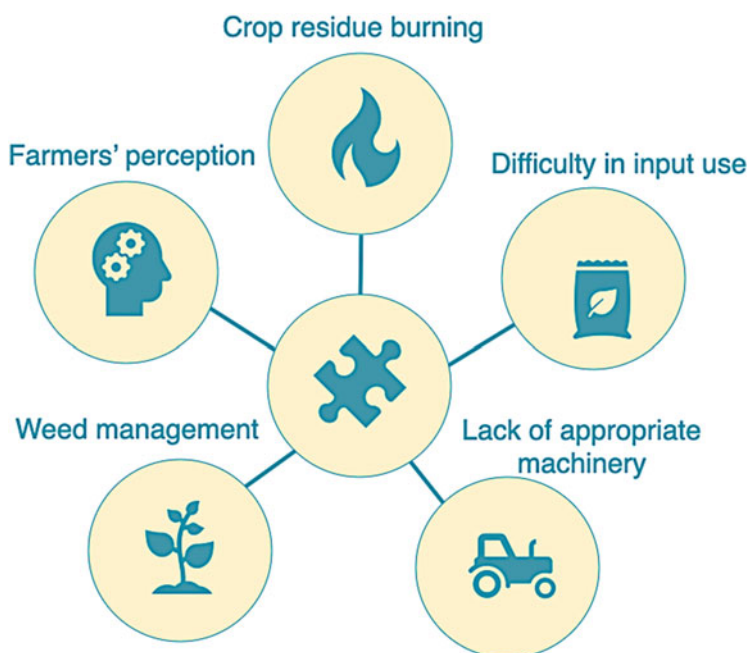 Crop residue burning
Farmers' perception
Difficulty in input use
Weed management
Lack of appropriate
machinery